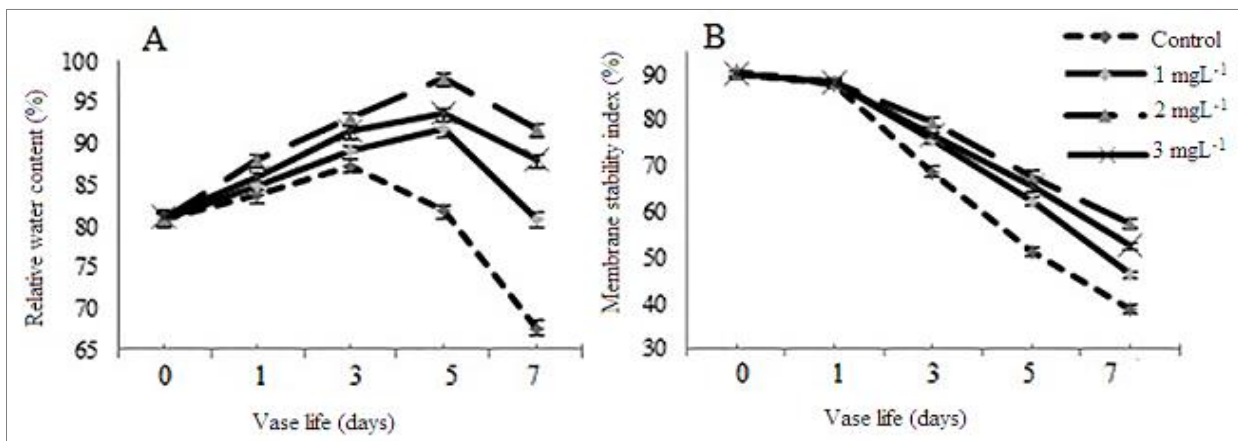 A
Relative water content (%)
100
95
90
85
80
75
70
65
0 1 3 5 7
Vase life (days)
B
Membrane stability index (%)
90
80
70
60
50
40
30
0 1 3 5 7
Vase life (days)
Control
1 mgL⁻¹
2 mgL⁻¹
3 mgL⁻¹